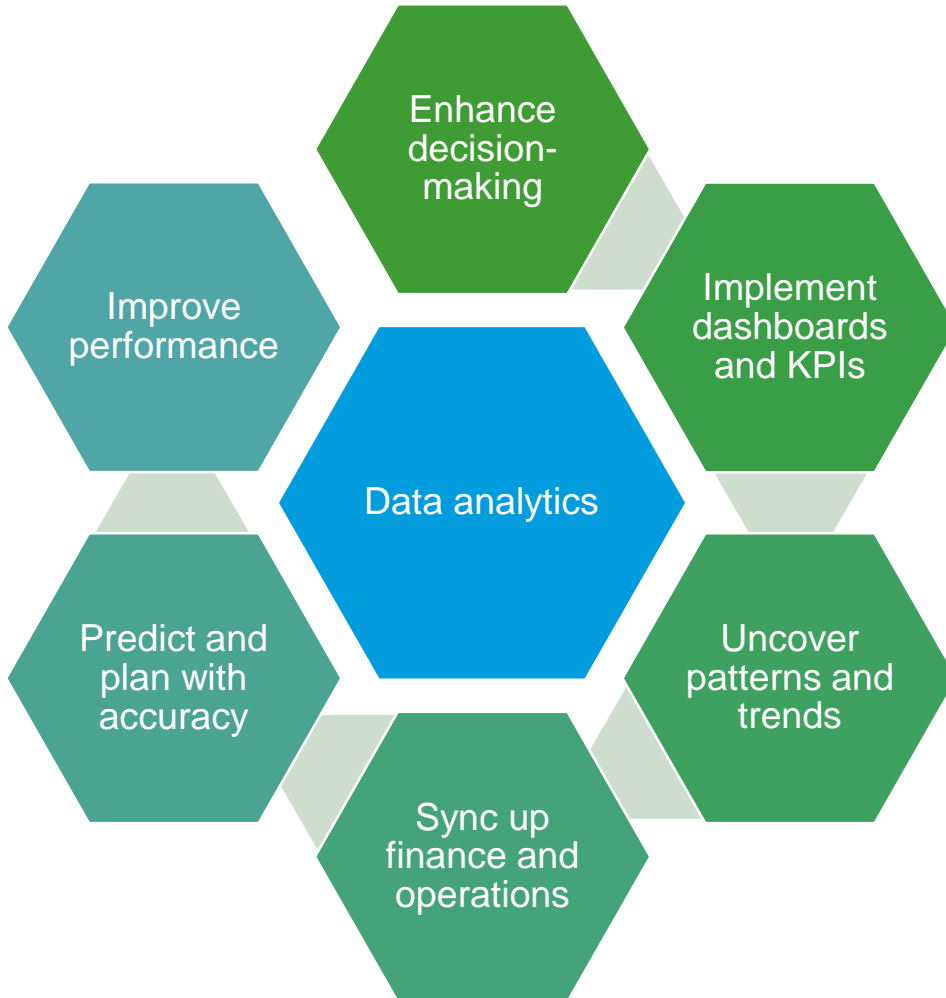 Enhance
decision-
making
Implement
dashboards
and KPIs
Uncover
patterns and
trends
Sync up
finance and
operations
Predict and
plan with
accuracy
Improve
performance
Data analytics